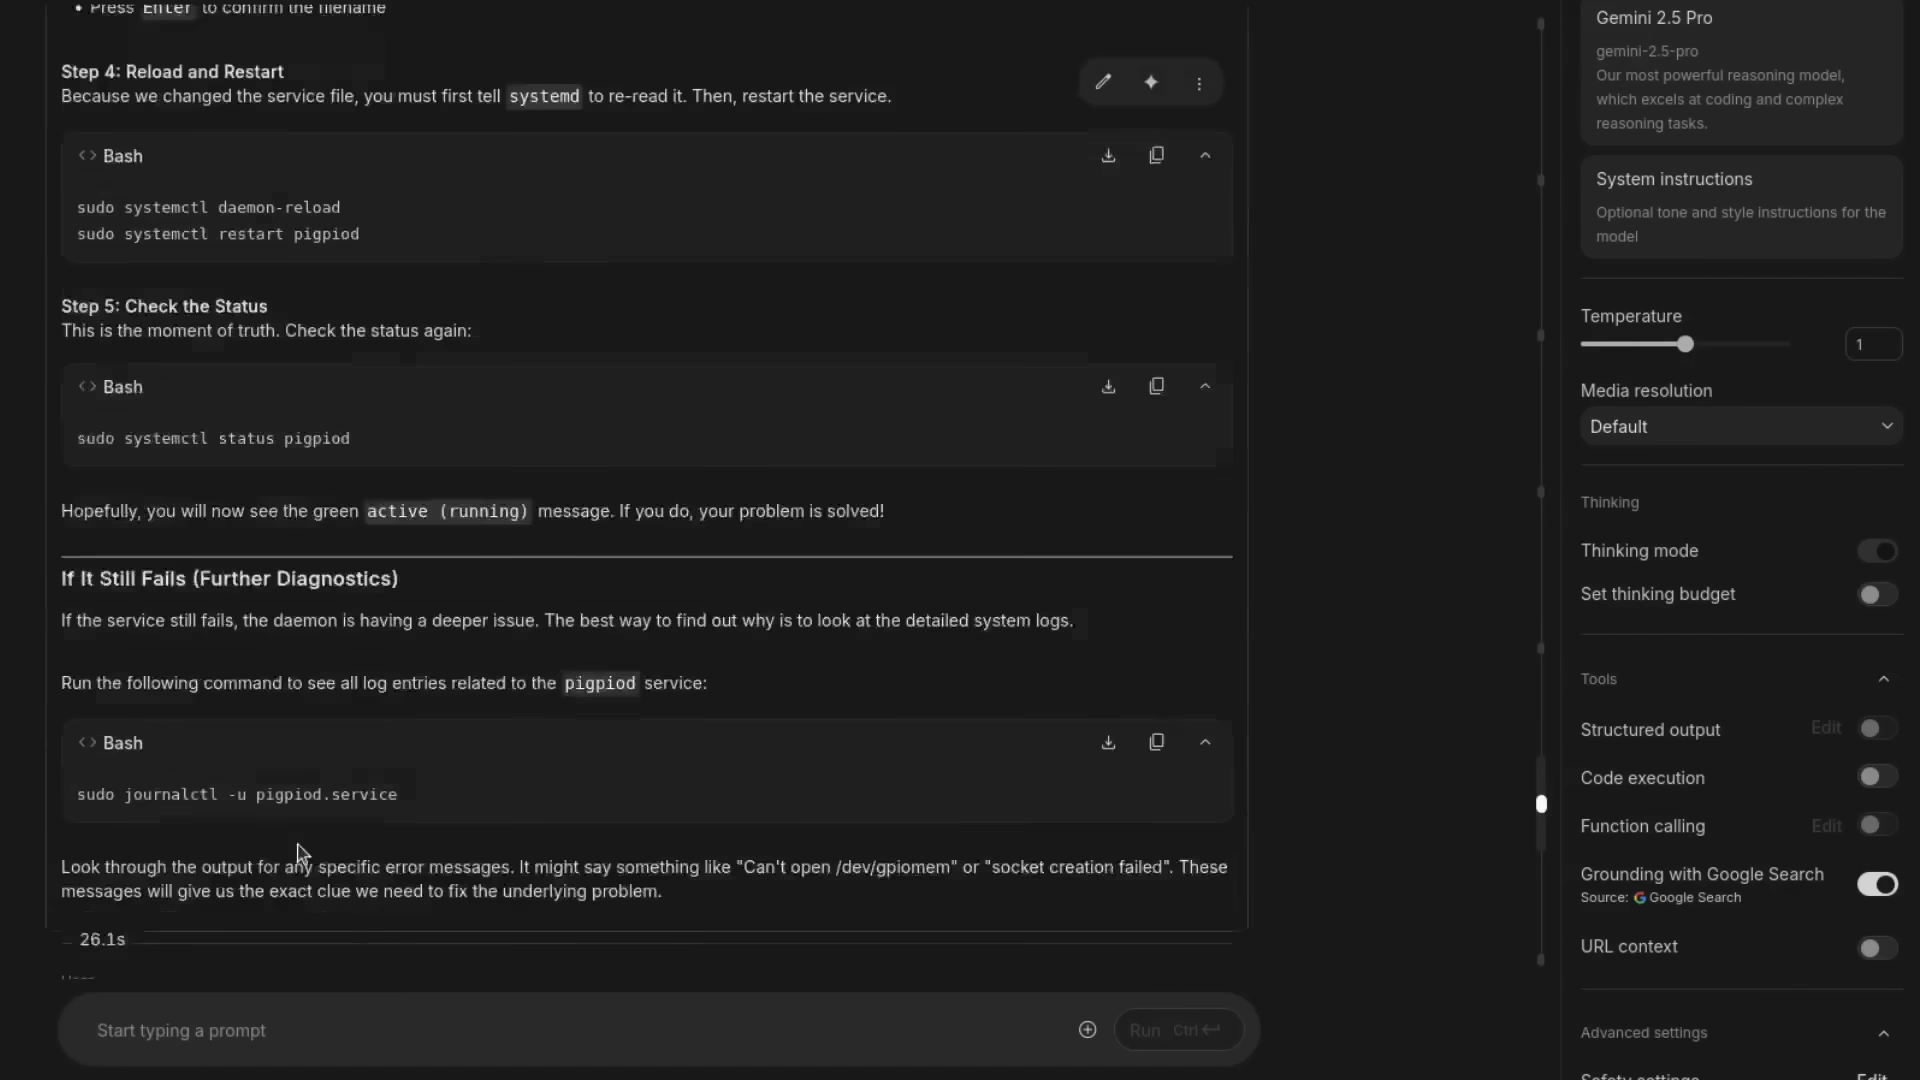 • Press Enter to confirm the filename
Step 4: Reload and Restart
Because we changed the service file, you must first tell systemd to re-read it. Then, restart the service.
<> Bash
sudo systemctl daemon-reload
sudo systemctl restart pigpiod
Step 5: Check the Status
This is the moment of truth. Check the status again:
<> Bash
sudo systemctl status pigpiod
Hopefully, you will now see the green active (running) message. If you do, your problem is solved!
If It Still Fails (Further Diagnostics)
If the service still fails, the daemon is having a deeper issue. The best way to find out why is to look at the detailed system logs.
Run the following command to see all log entries related to the pigpiod service:
<> Bash
sudo journalctl -u pigpiod.service
Look through the output for any specific error messages. It might say something like "Can't open /dev/gpiomem" or "socket creation failed". These
messages will give us the exact clue we need to fix the underlying problem.
26.1s
Start typing a prompt
Run Ctrl
Gemini 2.5 Pro
gemini-2.5-pro
Our most powerful reasoning model,
which excels at coding and complex
reasoning tasks.
System instructions
Optional tone and style instructions for the
model
Temperature
1
Media resolution
Default
Thinking
Thinking mode
Set thinking budget
Tools
Structured output Edit
Code execution
Function calling Edit
Grounding with Google Search
Source: Google Search
URL context
Advanced settings
Safety settings Edit